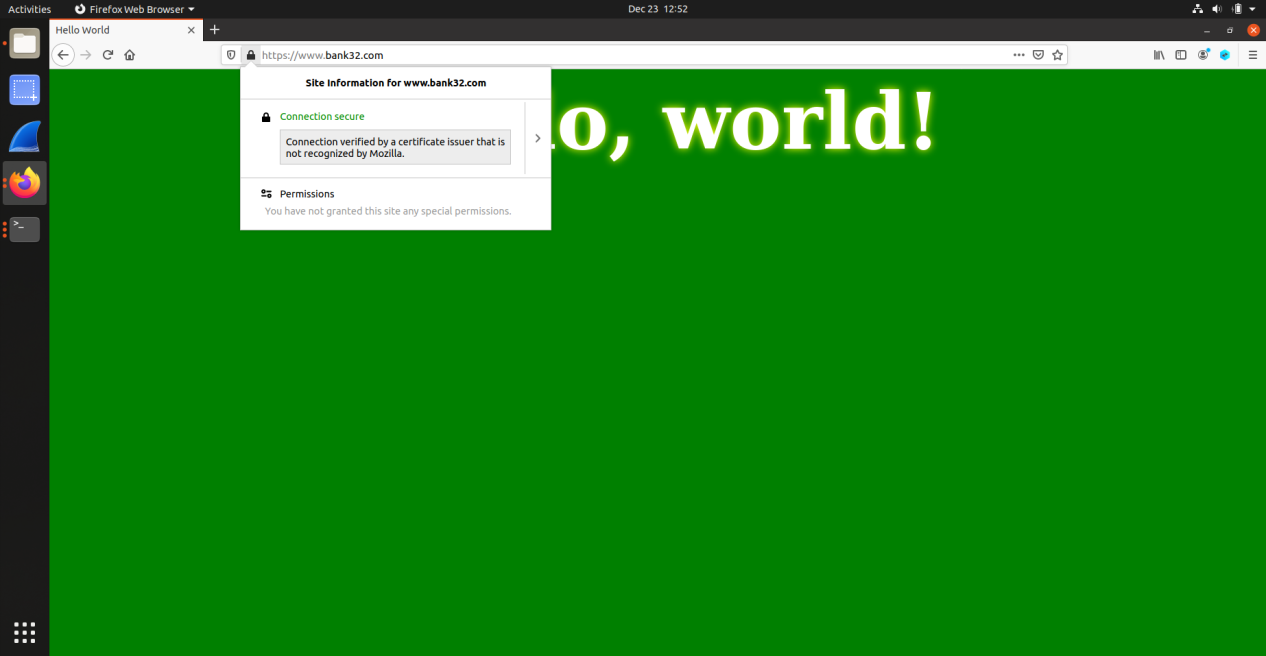 Activities Firefox Web Browser Dec 23 12:52
Hello World
https://www.bank32.com
Site Information for www.bank32.com
Connection secure
Connection verified by a certificate issuer that is
not recognized by Mozilla.
Permissions
You have not granted this site any special permissions.
lo, world!
>_